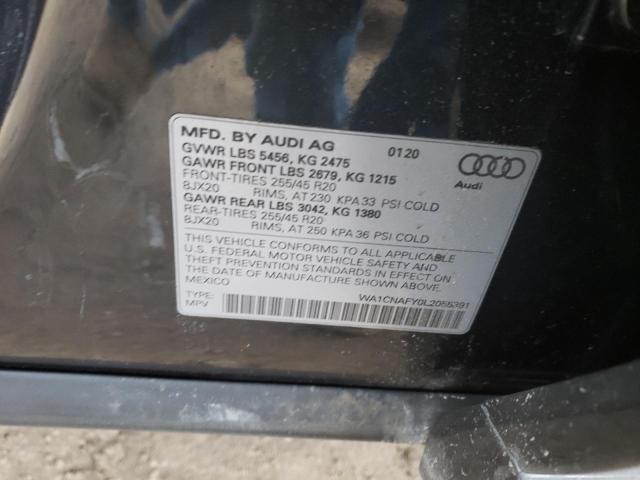 MFD. BY AUDI AG 0120
GVWR LBS 5456, KG 2475
GAWR FRONT LBS 2679, KG 1215
FRONT-TIRES 255/45 R20
8JX20 RIMS, AT 230 KPA 33 PSI COLD
GAWR REAR LBS 3042, KG 1380
REAR-TIRES 255/45 R20
8JX20 RIMS, AT 250 KPA 36 PSI COLD
Audi
THIS VEHICLE CONFORMS TO ALL APPLICABLE
U.S. FEDERAL MOTOR VEHICLE SAFETY AND
THEFT PREVENTION STANDARDS IN EFFECT ON
THE DATE OF MANUFACTURE SHOWN ABOVE.
MEXICO
TYPE:
MPV
WA1CNAFY0L2055391